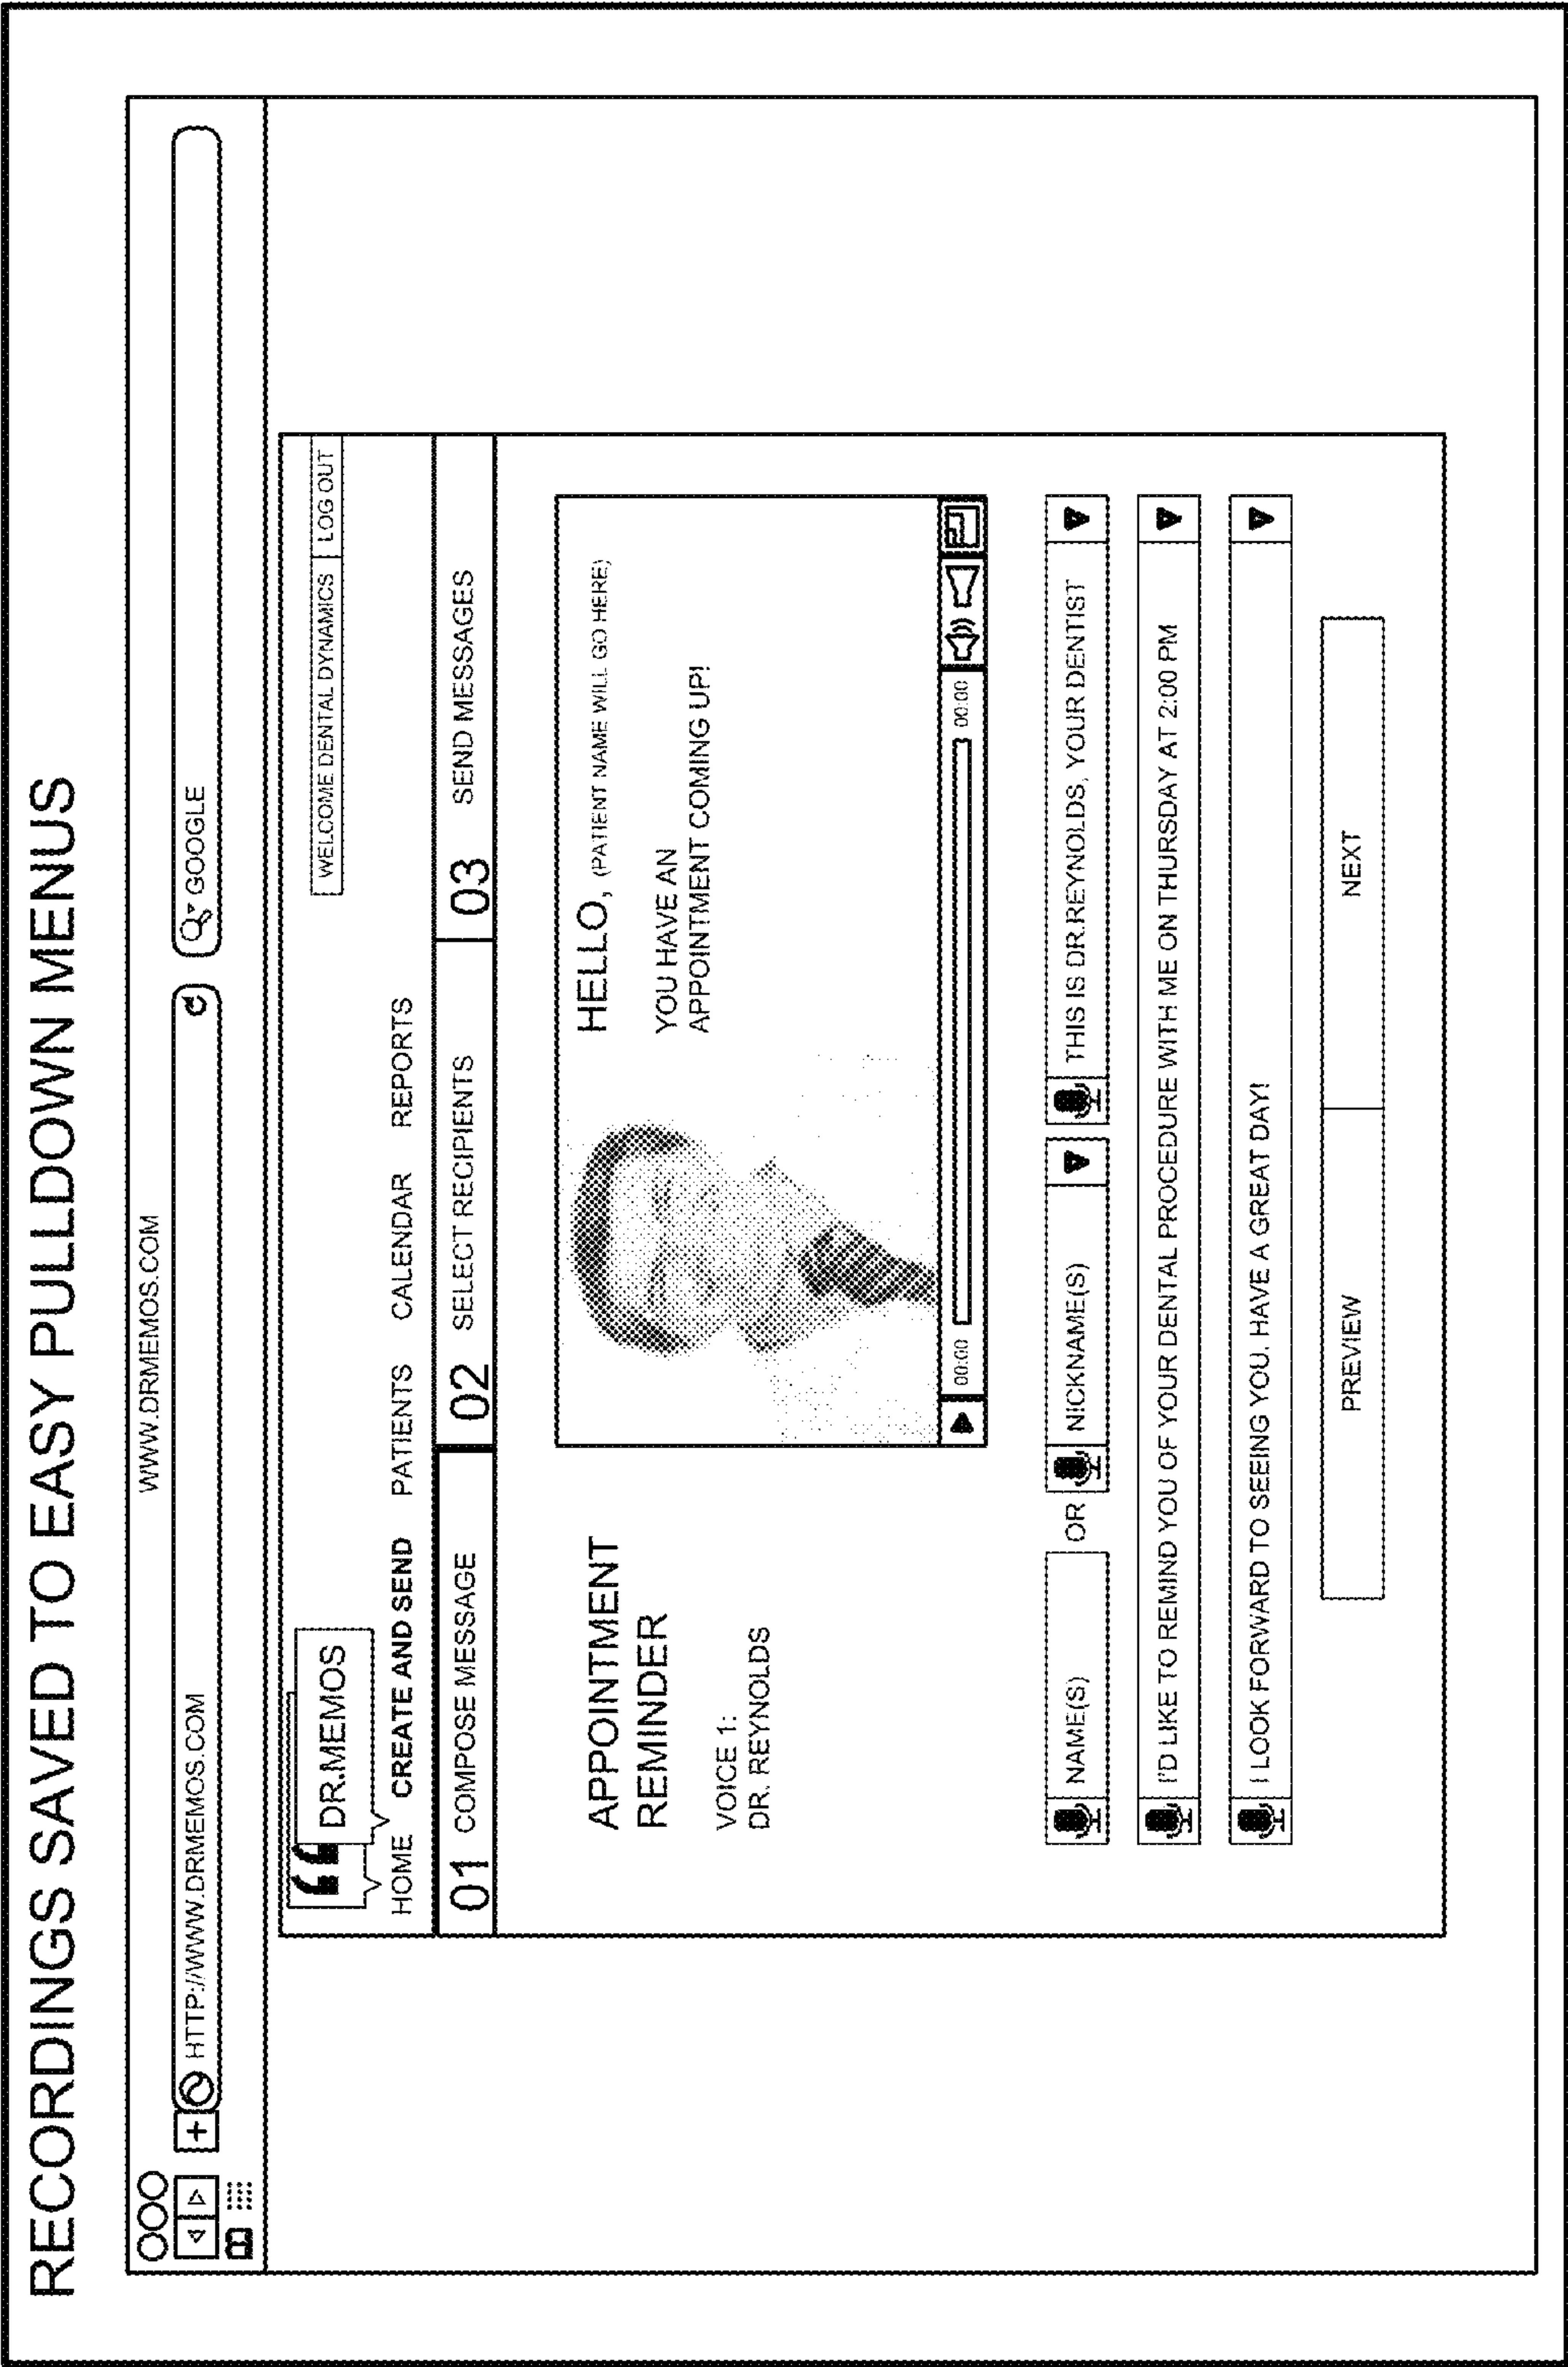 RECORDINGS SAVED TO EASY PULLDOWN MENUS
WWW.DRMEMOS.COM
+ HTTP://WWW.DRMEMOS.COM
GOOGLE
“ DR.MEMOS
WELCOME DENTAL DYNAMICS | LOG OUT
HOME CREATE AND SEND PATIENTS CALENDAR REPORTS
01 COMPOSE MESSAGE 02 SELECT RECIPIENTS 03 SEND MESSAGES
APPOINTMENT
REMINDER
VOICE 1:
DR. REYNOLDS
HELLO, (PATIENT NAME WILL GO HERE)
YOU HAVE AN
APPOINTMENT COMING UP!
00:00 00:00
NAME(S) OR NICKNAME(S) THIS IS DR.REYNOLDS, YOUR DENTIST
I'D LIKE TO REMIND YOU OF YOUR DENTAL PROCEDURE WITH ME ON THURSDAY AT 2:00 PM
I LOOK FORWARD TO SEEING YOU. HAVE A GREAT DAY!
PREVIEW NEXT